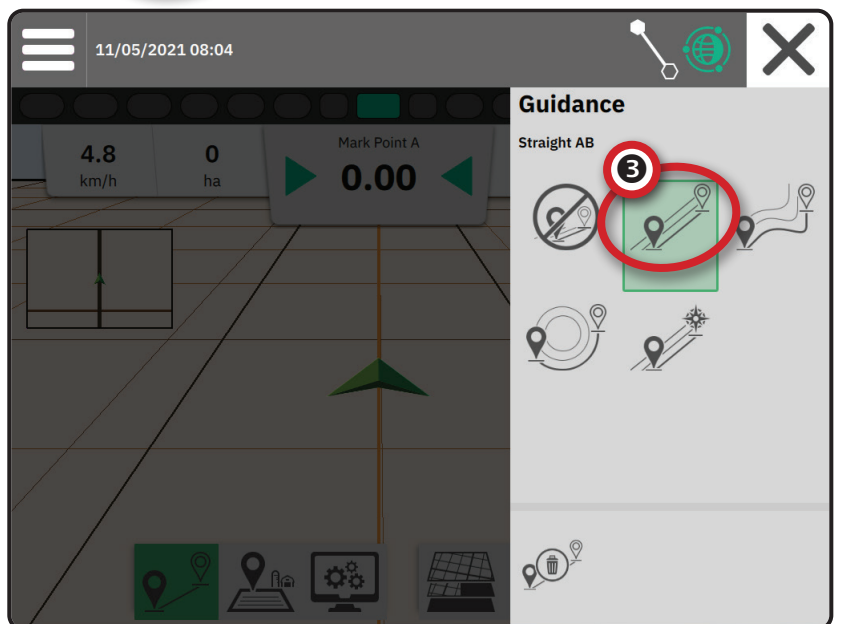 11/05/2021 08:04
Guidance
Straight AB
3
4.8
km/h
0
ha
Mark Point A
0.00